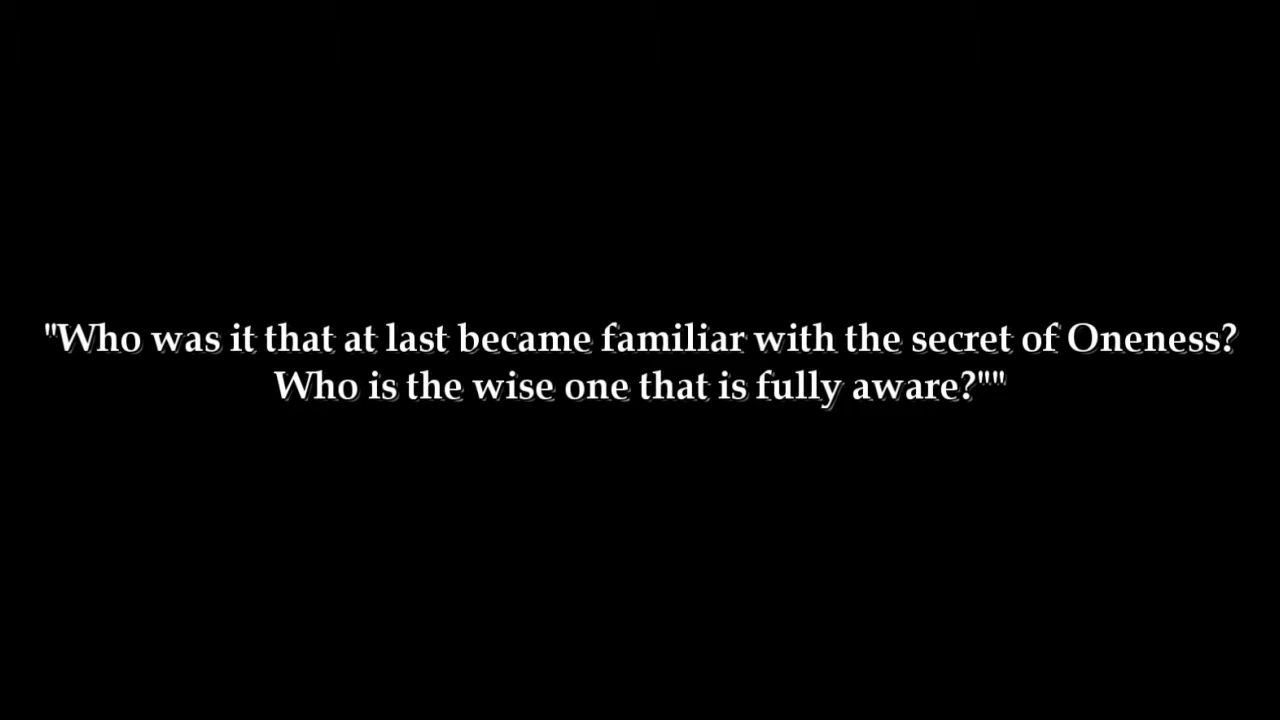 "Who was it that at last became familiar with the secret of Oneness?
Who is the wise one that is fully aware?""